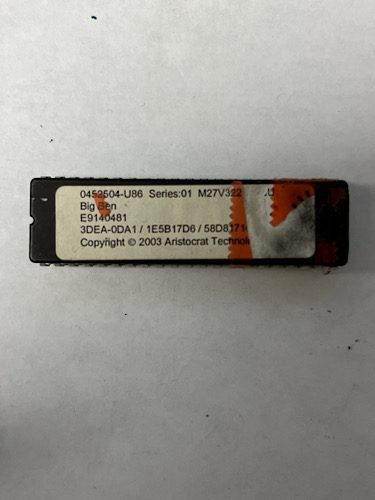 0452504-U86 Series:01 M27V322 U
Big Ben
E9140481
3DEA-0DA1 / 1E5B17D6 / 58D8171
Copyright © 2003 Aristocrat Technol